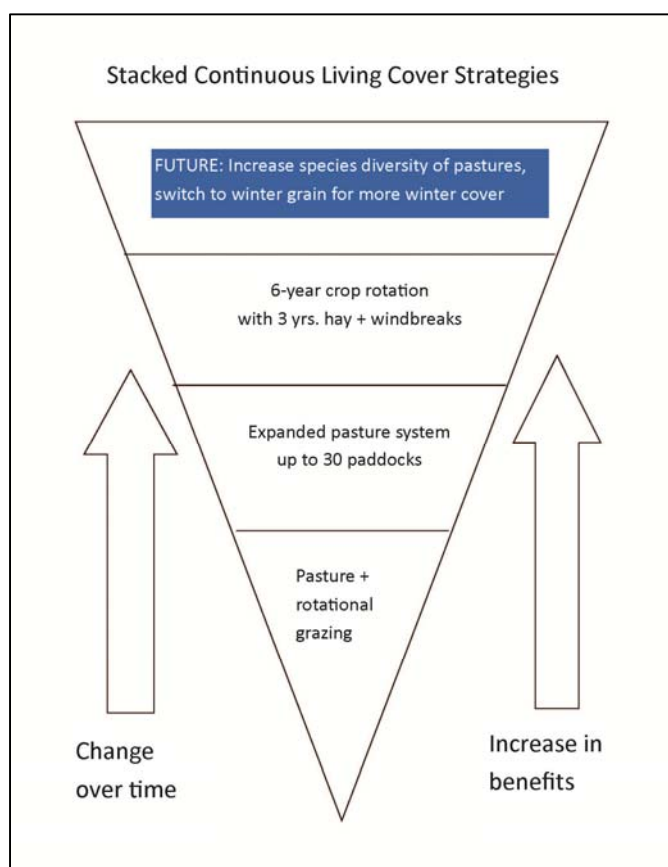 Stacked Continuous Living Cover Strategies
FUTURE: Increase species diversity of pastures,
switch to winter grain for more winter cover
6-year crop rotation
with 3 yrs. hay + windbreaks
Expanded pasture system
up to 30 paddocks
Pasture +
rotational
grazing
Change
over time
Increase in
benefits